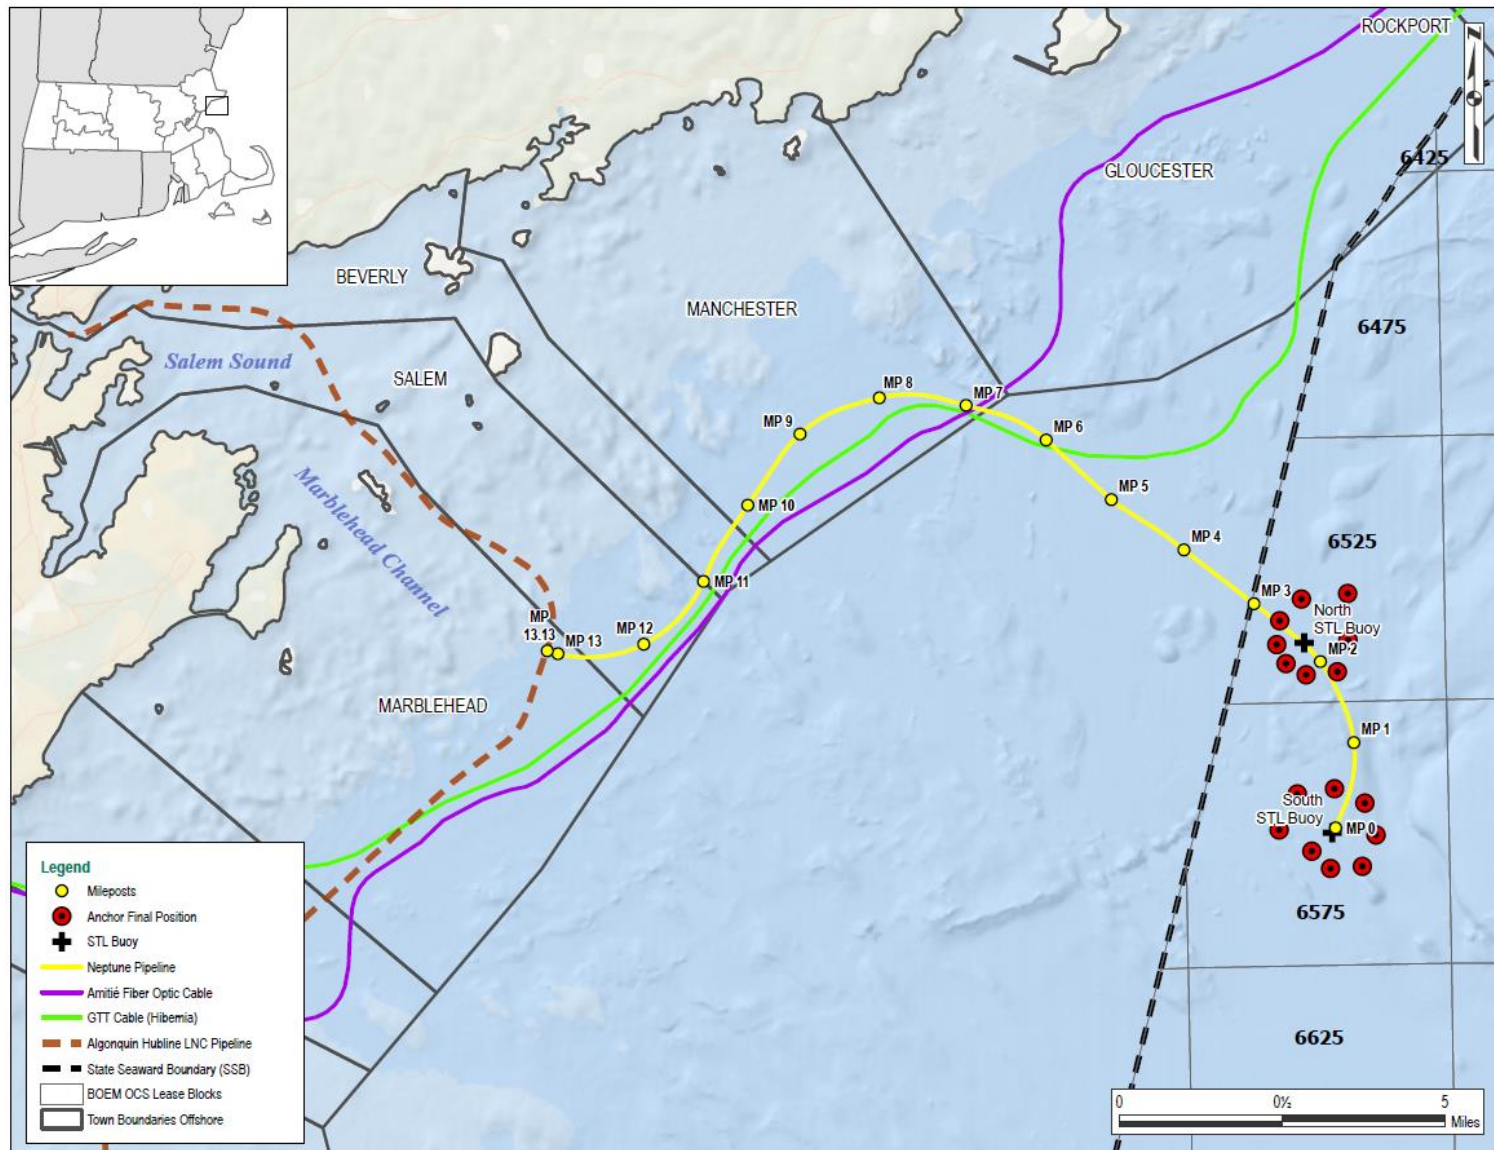 ROCKPORT
N
6425
GLOUCESTER
BEVERLY
MANCHESTER
6475
Salem Sound
SALEM
MP 8
MP 7
MP 9
MP 6
Marblehead Channel
MP 10
MP 5
MP 4
6525
MP 11
MP 3
North
STL Buoy
MP
13.13
MP 13
MP 12
MP 2
MARBLEHEAD
MP 1
South
STL Buoy
MP 0
6575
6625
Legend
Mileposts
Anchor Final Position
STL Buoy
Neptune Pipeline
Amitié Fiber Optic Cable
GTT Cable (Hibernia)
Algonquin Hubline LNC Pipeline
State Seaward Boundary (SSB)
BOEM OCS Lease Blocks
Town Boundaries Offshore
0 0½ 5
Miles